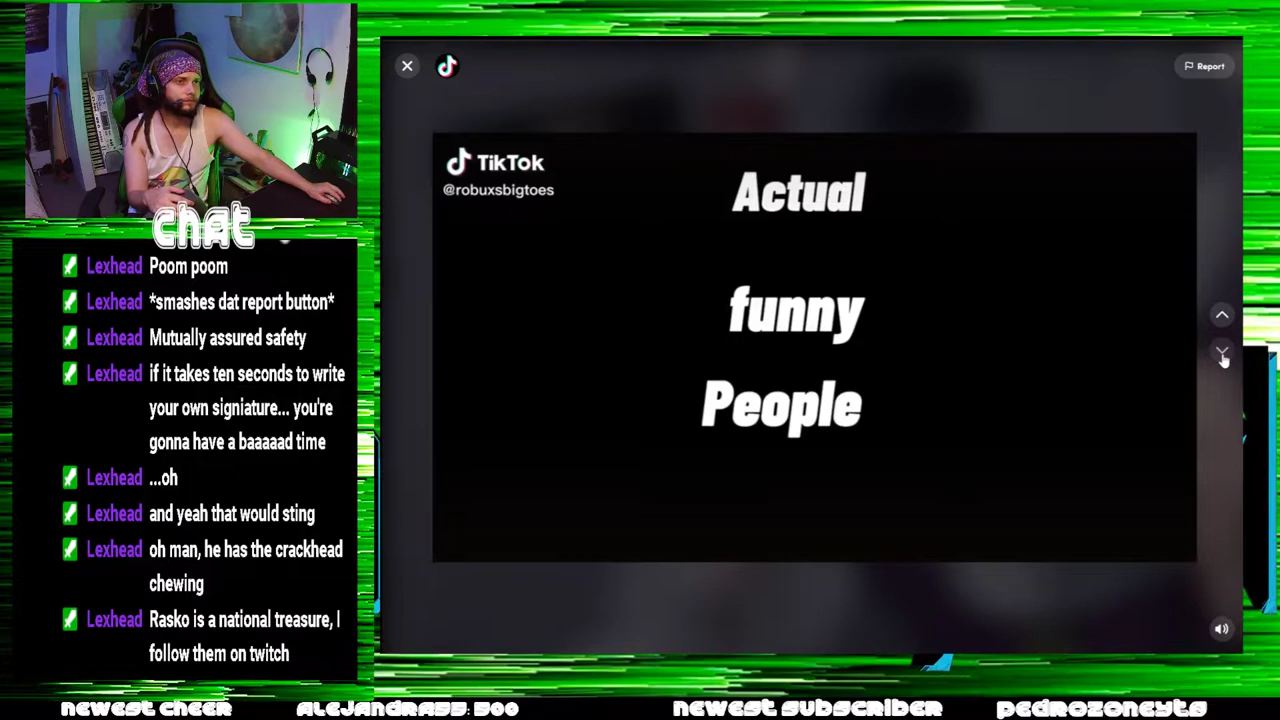 chat
Lexhead Poom poom
Lexhead *smashes dat report button*
Lexhead Mutually assured safety
Lexhead if it takes ten seconds to write
your own signiature... you're
gonna have a baaaaad time
Lexhead ...oh
Lexhead and yeah that would sting
Lexhead oh man, he has the crackhead
chewing
Lexhead Rasko is a national treasure, I
follow them on twitch
Report
TikTok
@robuxsbigtoes
Actual
funny
People
newest cheer
alejandra55: 500
newest subscriber
pedrozoneyts